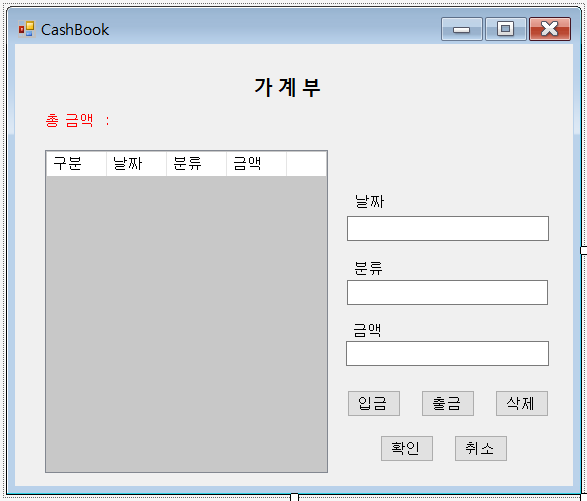 CashBook
가 계 부
총 금액 :
구분 날짜 분류 금액
날짜
분류
금액
입금 출금 삭제
확인 취소